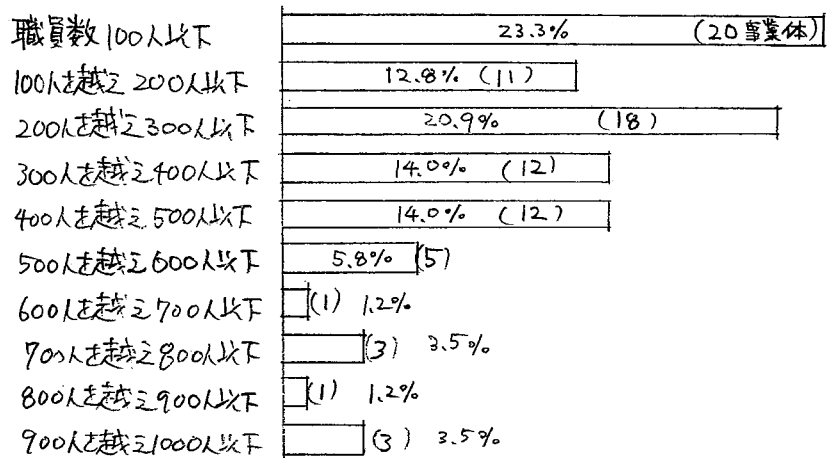 職員数100人以下 23.3% (20事業体)
100人を越え200人以下 12.8% (11)
200人を越え300人以下 20.9% (18)
300人を越え400人以下 14.0% (12)
400人を越え500人以下 14.0% (12)
500人を越え600人以下 5.8% (5)
600人を越え700人以下 (1) 1.2%
700人を越え800人以下 (3) 3.5%
800人を越え900人以下 (1) 1.2%
900人を越え1000人以下 (3) 3.5%